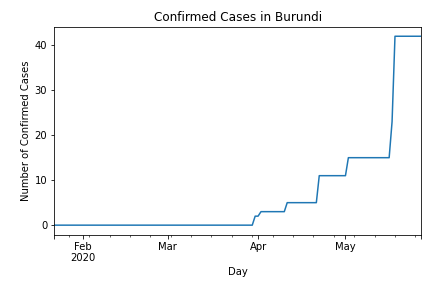 Confirmed Cases in Burundi
Number of Confirmed Cases
40
30
20
10
0
Feb
2020
Mar
Apr
May
Day